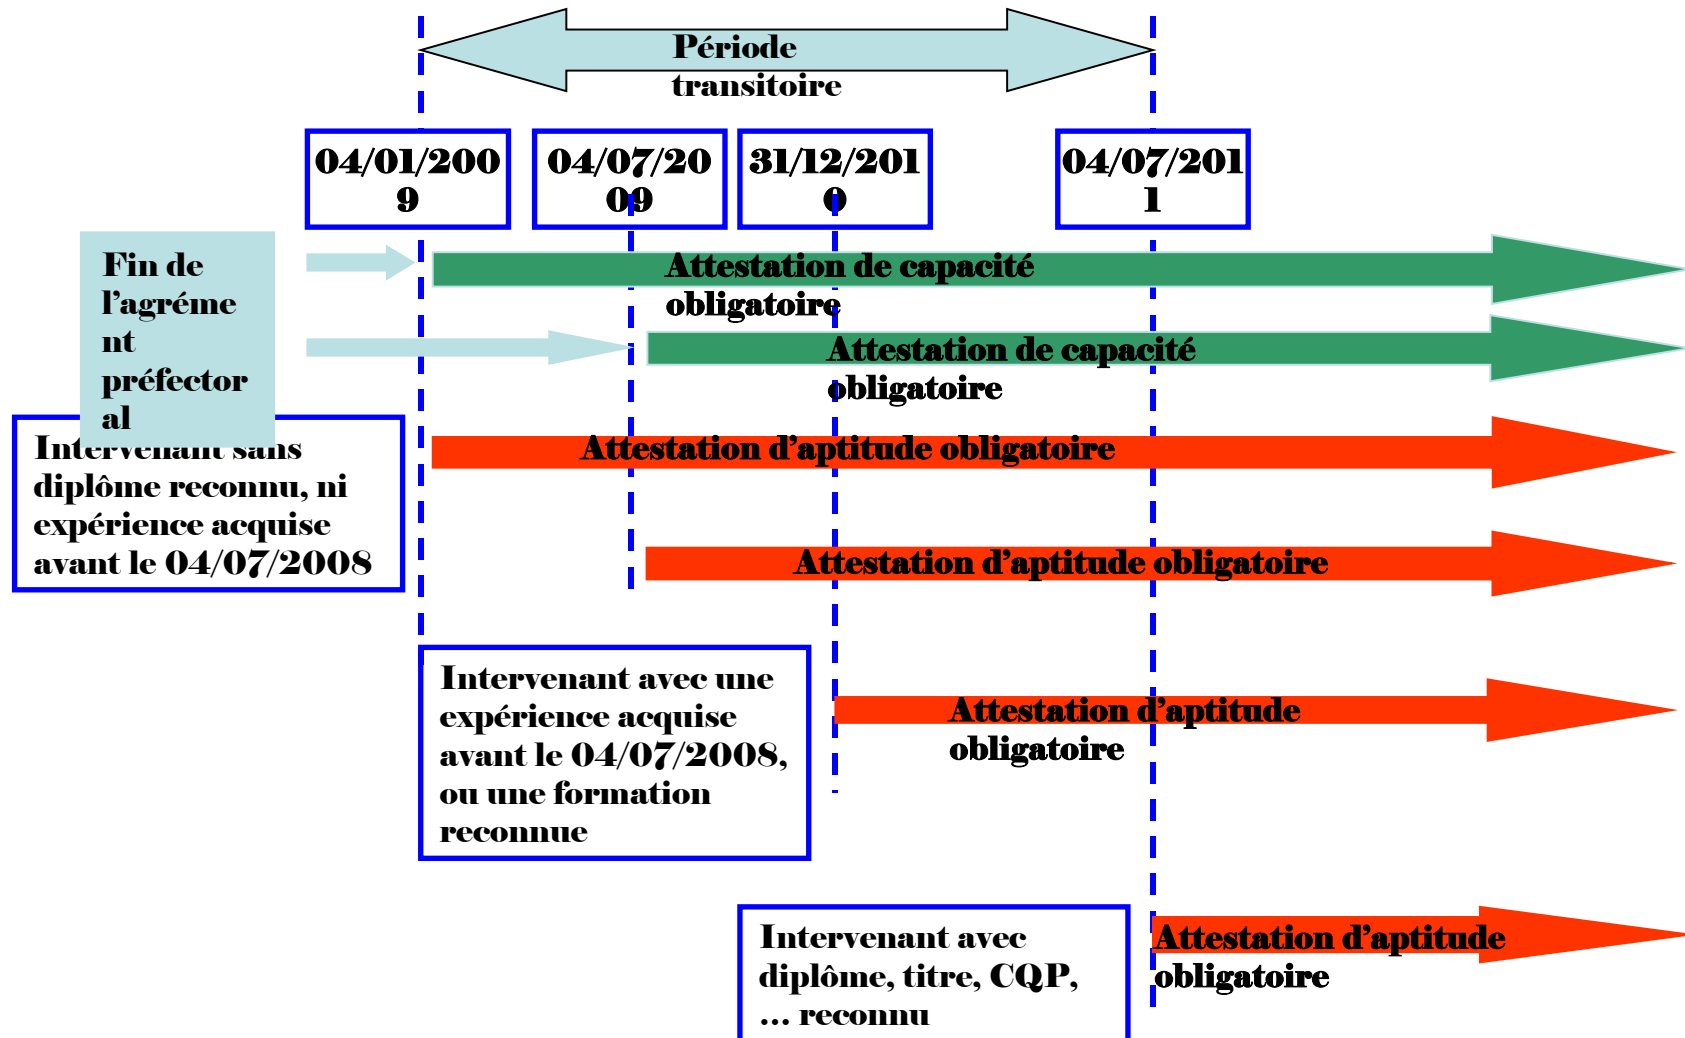 Période
transitoire
04/01/200
9
04/07/20
09
31/12/201
0
04/07/201
1
Fin de
l’agréme
nt
préfector
al
Attestation de capacité
obligatoire
Attestation de capacité
obligatoire
Intervenant sans
diplôme reconnu, ni
expérience acquise
avant le 04/07/2008
Attestation d’aptitude obligatoire
Attestation d’aptitude obligatoire
Intervenant avec une
expérience acquise
avant le 04/07/2008,
ou une formation
reconnue
Attestation d’aptitude
obligatoire
Intervenant avec
diplôme, titre, CQP,
… reconnu
Attestation d’aptitude
obligatoire